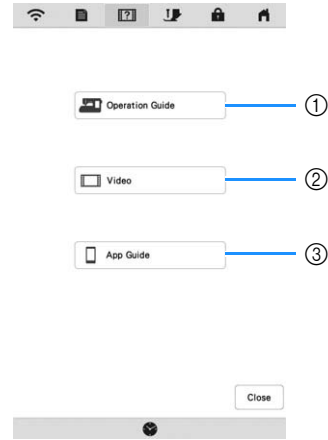 ?
Operation Guide ①
Video ②
App Guide ③
Close